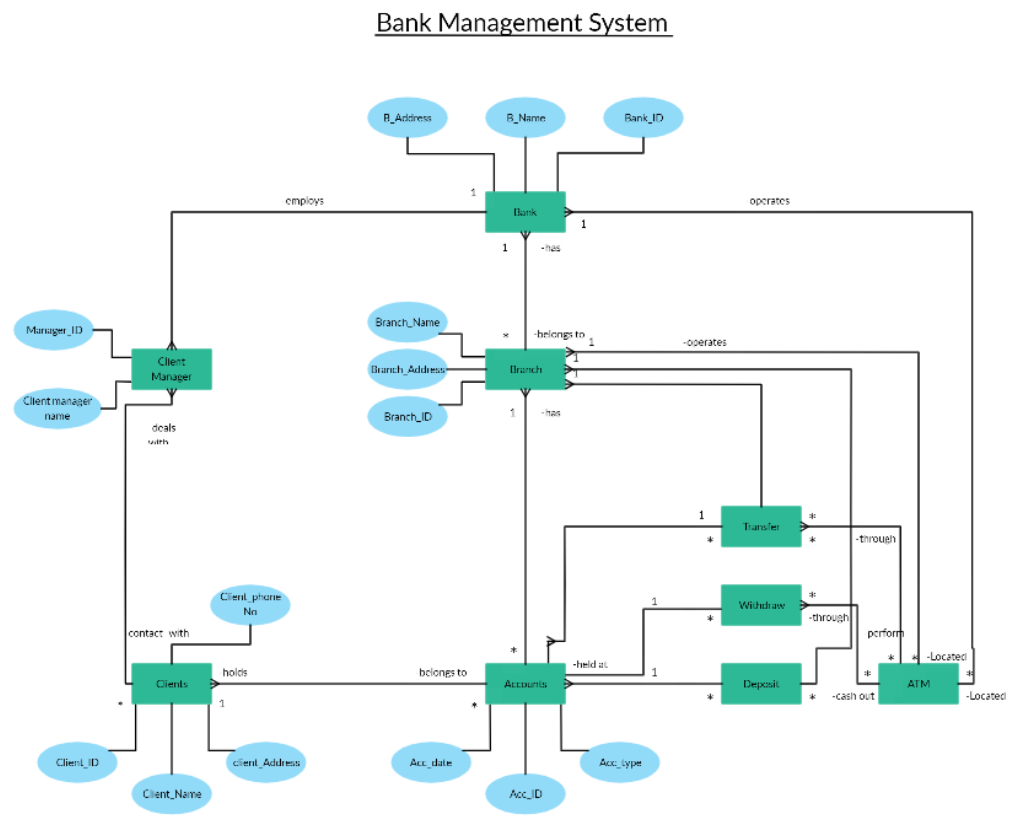 Bank Management System
B_Address
B_Name
Bank_ID
1
employs
Bank
operates
1
1
-has
Manager_ID
Branch_Name
*
-belongs to
1
-operates
Client
Manager
Branch_Address
Branch
1
1
Client manager
name
Branch_ID
1
-has
deals
with
1
*
Transfer
*
*
-through
Client_phone
No
1
*
Withdraw
*
-through
contact with
perform
*
-held at
*
*
-Located
Clients
holds
belongs to
Accounts
1
Deposit
ATM
*
*
1
*
*
*
-cash out
-Located
Client_ID
client_Address
Acc_date
Acc_type
Client_Name
Acc_ID